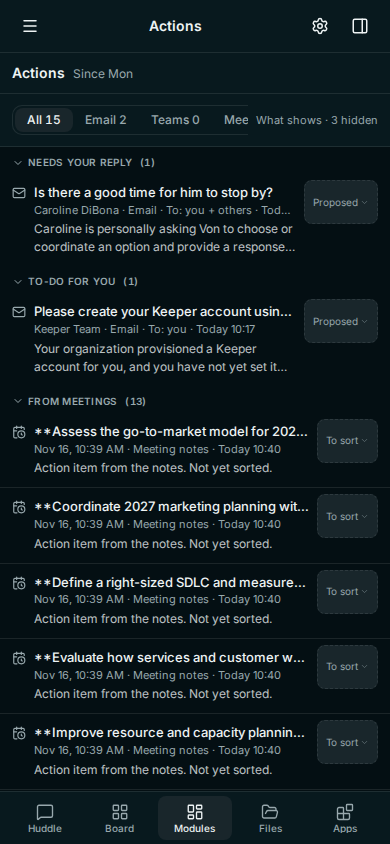 Actions
Actions Since Mon
All 15 Email 2 Teams 0 Mee What shows · 3 hidden
NEEDS YOUR REPLY (1)
Is there a good time for him to stop by?
Caroline DiBona · Email · To: you + others · Tod...
Caroline is personally asking Von to choose or
coordinate an option and provide a response...
Proposed
TO-DO FOR YOU (1)
Please create your Keeper account usin...
Keeper Team · Email · To: you · Today 10:17
Your organization provisioned a Keeper
account for you, and you have not yet set it...
Proposed
FROM MEETINGS (13)
**Assess the go-to-market model for 202...
Nov 16, 10:39 AM · Meeting notes · Today 10:40
Action item from the notes. Not yet sorted.
To sort
**Coordinate 2027 marketing planning wit...
Nov 16, 10:39 AM · Meeting notes · Today 10:40
Action item from the notes. Not yet sorted.
To sort
**Define a right-sized SDLC and measure...
Nov 16, 10:39 AM · Meeting notes · Today 10:40
Action item from the notes. Not yet sorted.
To sort
**Evaluate how services and customer w...
Nov 16, 10:39 AM · Meeting notes · Today 10:40
Action item from the notes. Not yet sorted.
To sort
**Improve resource and capacity plannin...
Nov 16, 10:39 AM · Meeting notes · Today 10:40
Action item from the notes. Not yet sorted.
To sort
Huddle Board Modules Files Apps